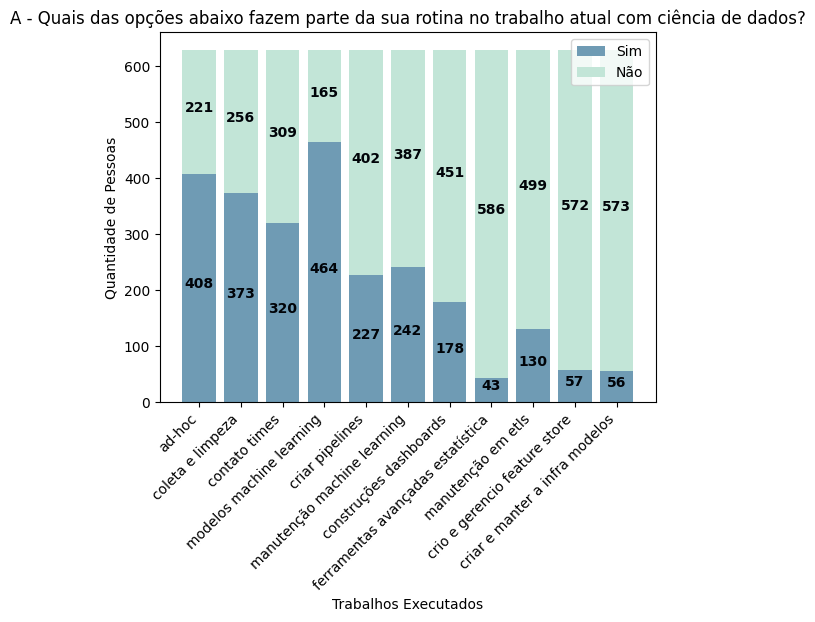 A - Quais das opções abaixo fazem parte da sua rotina no trabalho atual com ciência de dados?
Sim
Não
Quantidade de Pessoas
600
500
400
300
200
100
0
221
256
309
165
402
387
451
586
499
572
573
408
373
320
464
227
242
178
43
130
57
56
ad-hoc
coleta e limpeza
contato times
modelos machine learning
criar pipelines
manutenção machine learning
construções dashboards
ferramentas avançadas estatística
manutenção em etls
crio e gerencio feature store
criar e manter a infra modelos
Trabalhos Executados